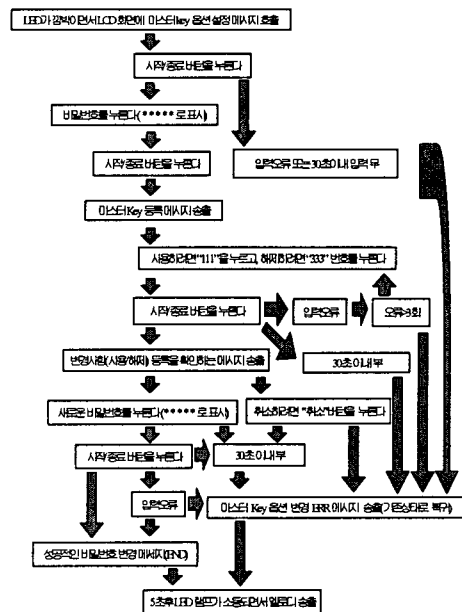 LED가 깜박이면서 LCD 화면에 마스터 key 옵션 설정 메시지 송출
시작/종료 버튼을 누른다
비밀번호를 누른다(*****로 표시)
시작/종료 버튼을 누른다
입력오류 또는 30초 이내 입력 무
마스터 Key 등록 메시지 송출
사용하려면 "111"을 누르고, 해제하려면 "333" 번호를 누른다
시작/종료 버튼을 누른다
입력오류
오류3회
변경사항(사용/해제) 등록을 확인하는 메시지 송출
30초 이내 부
새로운 비밀번호를 누른다(*****로 표시)
취소하려면 "취소"버튼을 누른다
시작/종료 버튼을 누른다
30초 이내 부
입력오류
마스터 Key 옵션 변경 ERR 메시지 송출(기존상태로 복귀)
성공적인 비밀번호 변경 메세지(END)
5초후 LED 램프가 소등되면서 멜로디 송출